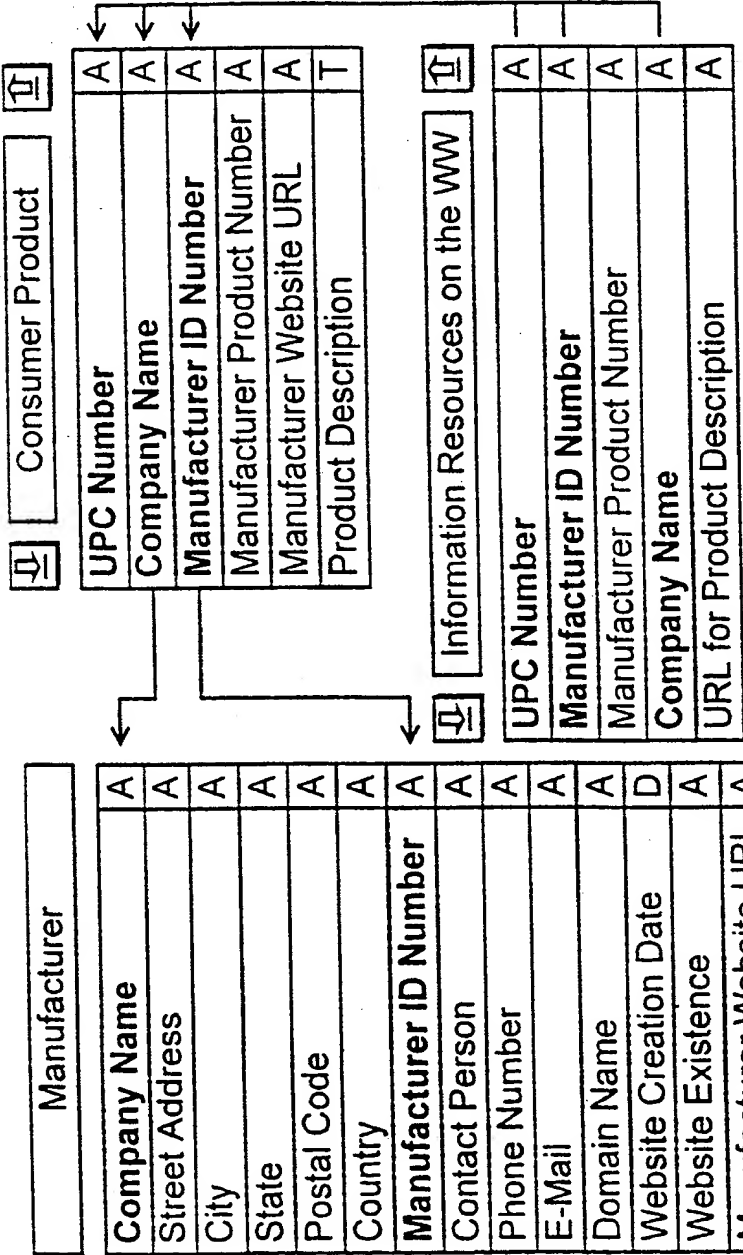 Manufacturer
Company Name A
Street Address A
City A
State A
Postal Code A
Country A
Manufacturer ID Number A
Contact Person A
Phone Number A
E-Mail A
Domain Name A
Website Creation Date D
Website Existence A
Manufacturer Website URL A
Consumer Product
UPC Number A
Company Name A
Manufacturer ID Number A
Manufacturer Product Number A
Manufacturer Website URL A
Product Description T
Information Resources on the WW
UPC Number A
Manufacturer ID Number A
Manufacturer Product Number A
Company Name A
URL for Product Description A